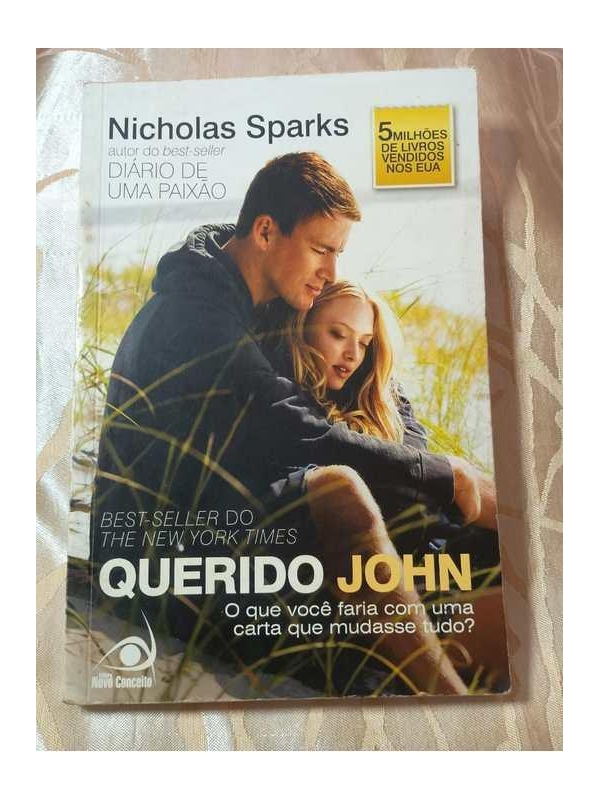 Nicholas Sparks
autor do best-seller
DIÁRIO DE
UMA PAIXÃO
5 MILHÕES
DE LIVROS
VENDIDOS
NOS EUA
BEST-SELLER DO
THE NEW YORK TIMES
QUERIDO JOHN
O que você faria com uma
carta que mudasse tudo?
Editora
Novo Conceito